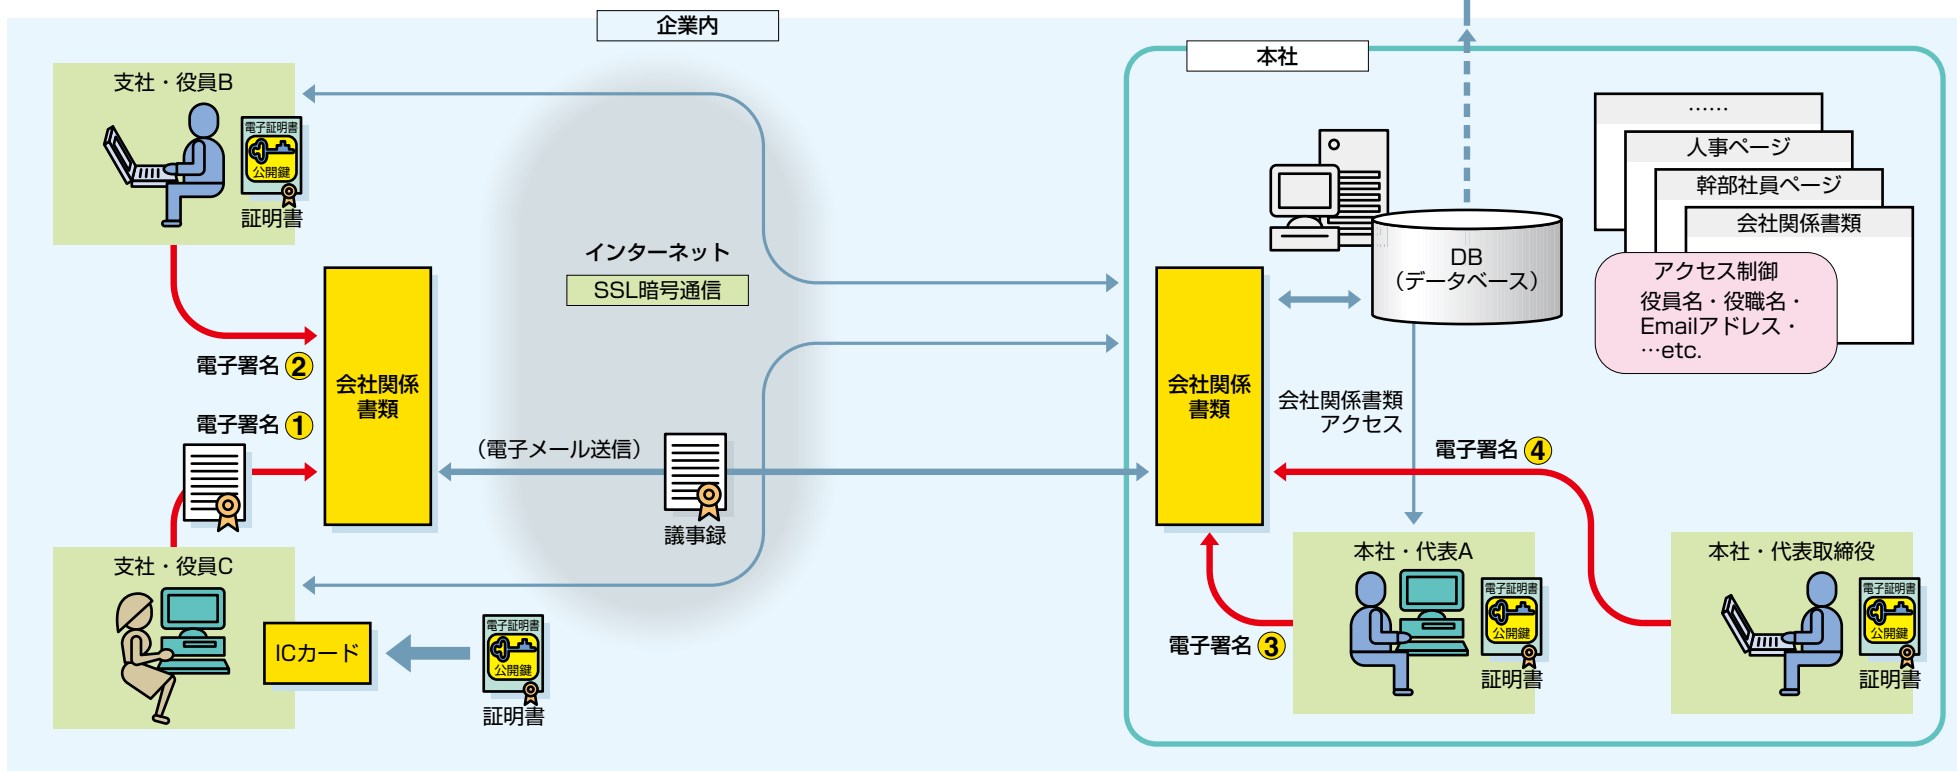 企業内
本社
支社・役員B
電子証明書
公開鍵
証明書
インターネット
SSL暗号通信
電子署名②
電子署名①
会社関係
書類
（電子メール送信）
議事録
支社・役員C
ICカード
電子証明書
公開鍵
証明書
DB
（データベース）
……
人事ページ
幹部社員ページ
会社関係書類
アクセス制御
役員名・役職名・
Emailアドレス・
…etc.
会社関係
書類
会社関係書類
アクセス
電子署名④
電子署名③
本社・代表A
電子証明書
公開鍵
証明書
本社・代表取締役
電子証明書
公開鍵
証明書